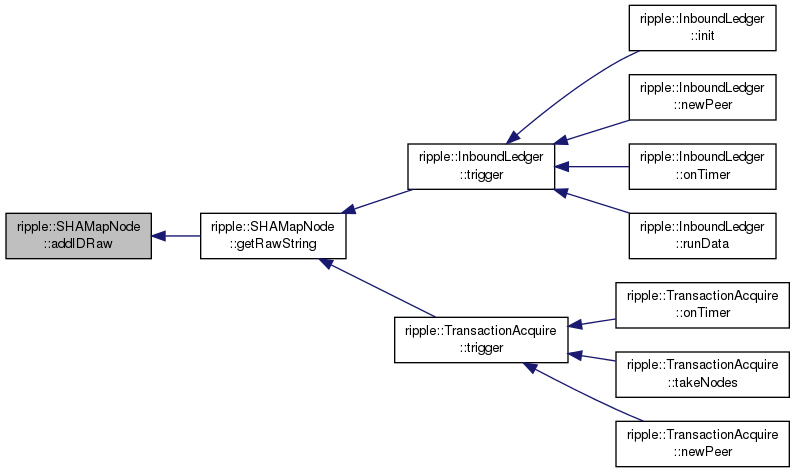 ripple::InboundLedger
::init
ripple::InboundLedger
::newPeer
ripple::InboundLedger
::trigger
ripple::InboundLedger
::onTimer
ripple::SHAMapNode
::addIDRaw
ripple::SHAMapNode
::getRawString
ripple::InboundLedger
::runData
ripple::TransactionAcquire
::onTimer
ripple::TransactionAcquire
::trigger
ripple::TransactionAcquire
::takeNodes
ripple::TransactionAcquire
::newPeer